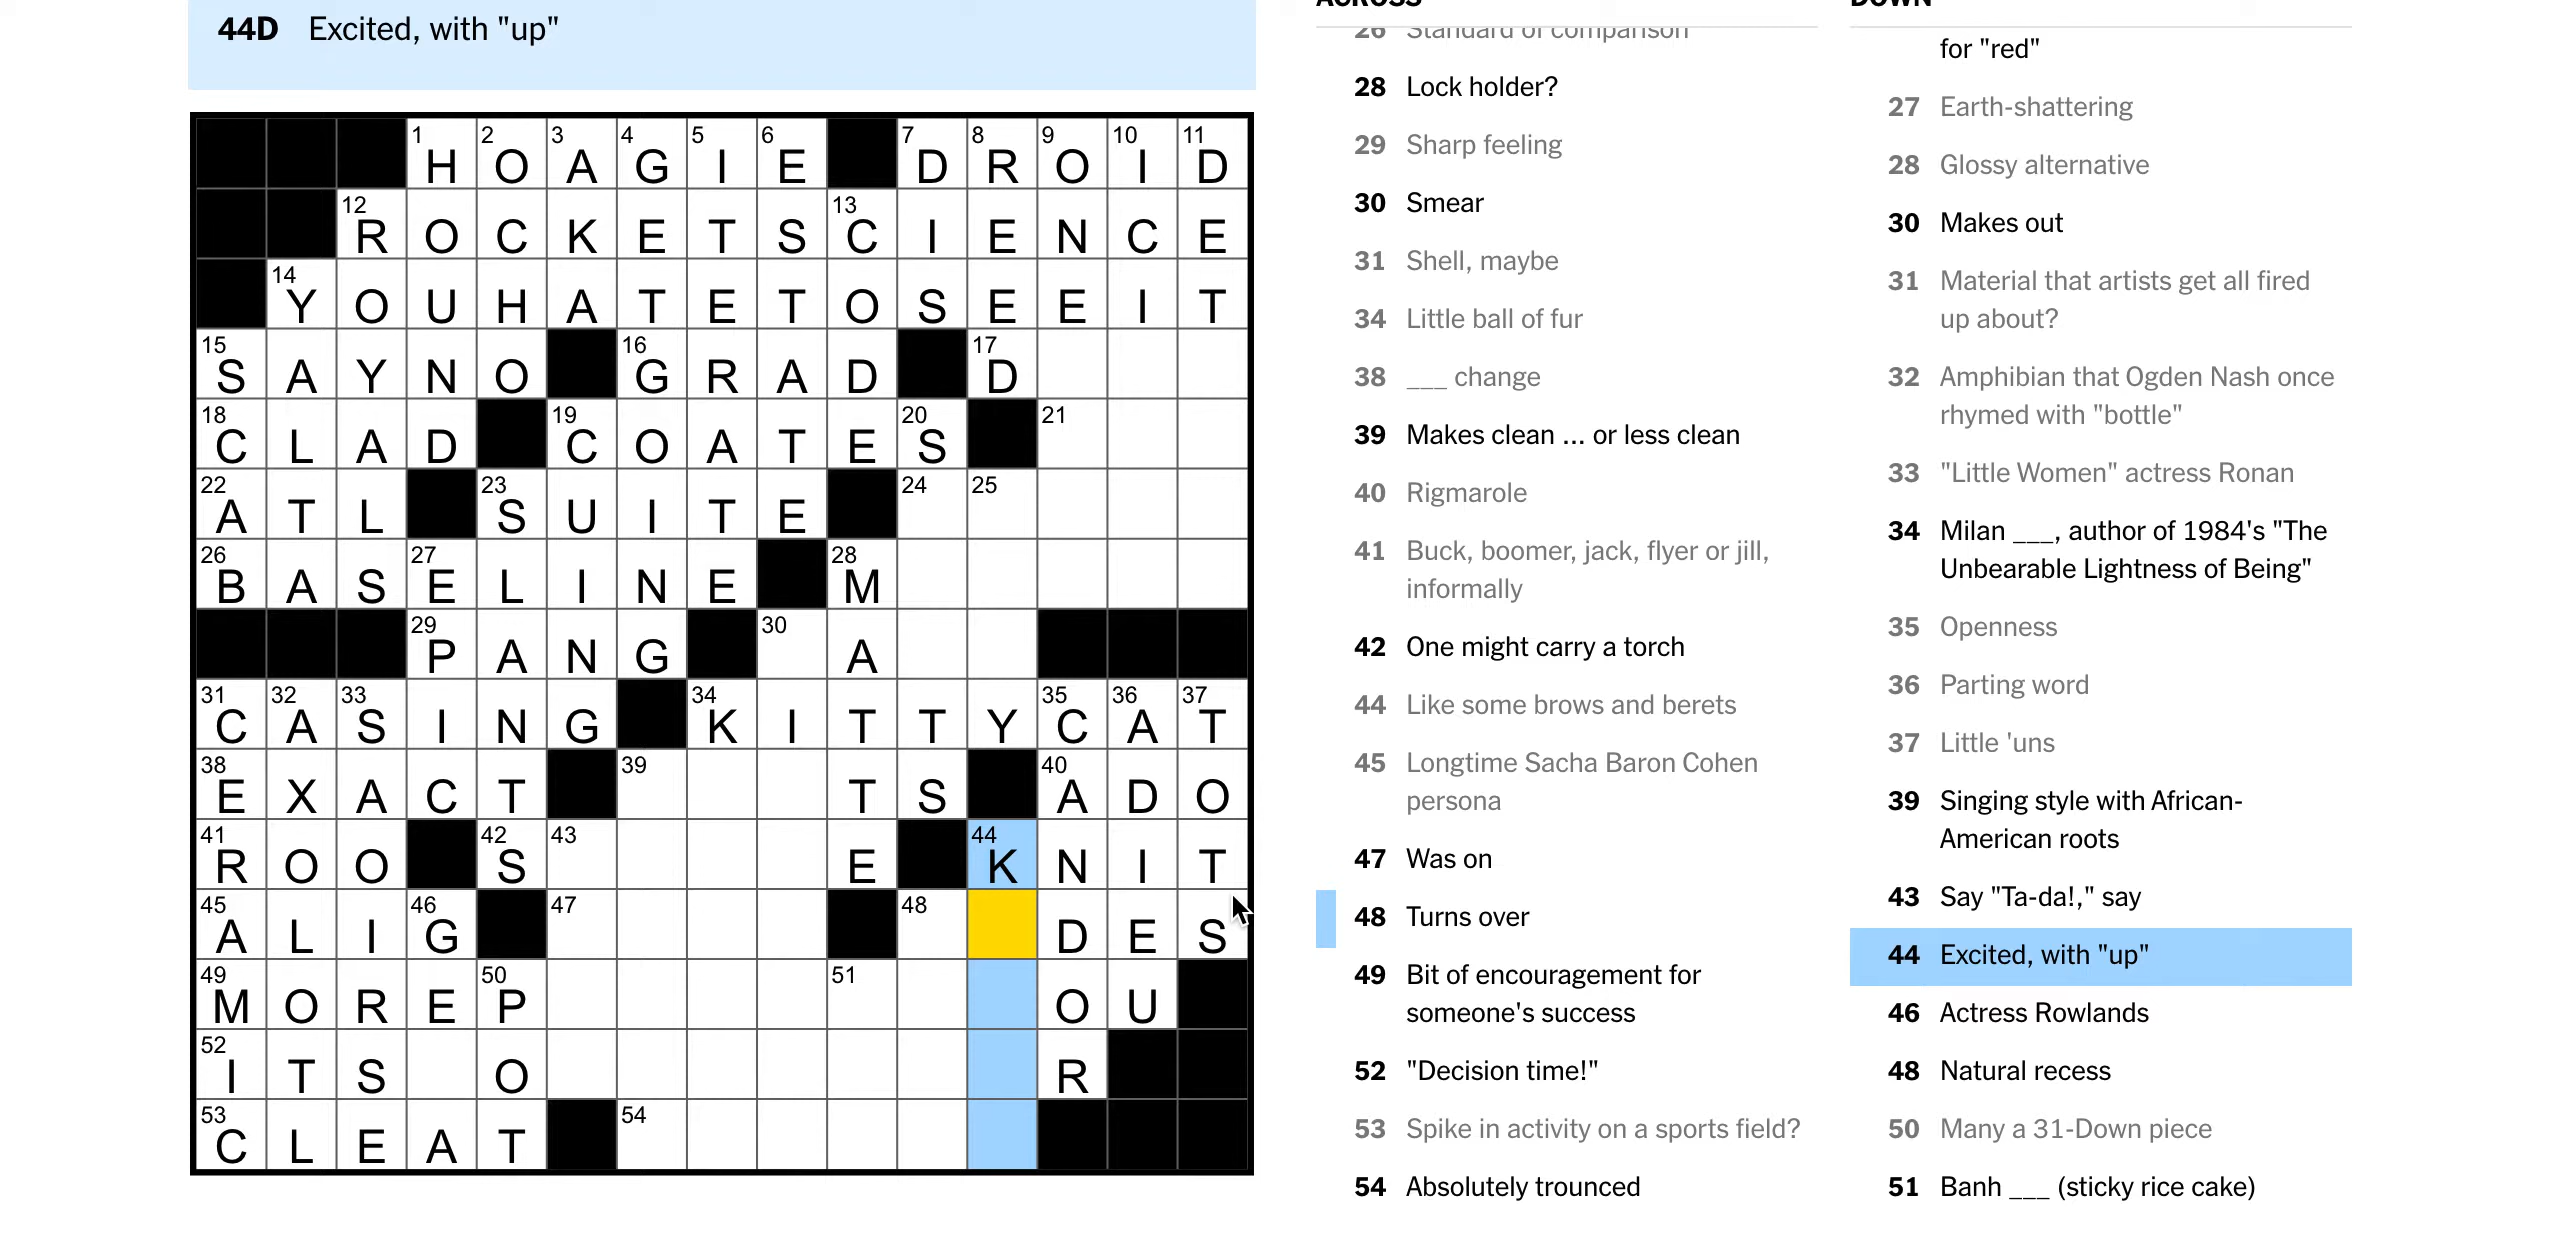 44D Excited, with "up"
1 2 3 4 5 6 7 8 9 10 11
H O A G I E D R O I D
12 13
R O C K E T S C I E N C E
14
Y O U H A T E T O S E E I T
15 16 17
S A Y N O G R A D D
18 19 20 21
C L A D C O A T E S
22 23 24 25
A T L S U I T E
26 27 28
B A S E L I N E M
29 30
P A N G A
31 32 33 34 35 36 37
C A S I N G K I T T Y C A T
38 39 40
E X A C T T S A D O
41 42 43 44
R O O S E K N I T
45 46 47 48
A L I G D E S
49 50 51
M O R E P O U
52
I T S O R
53 54
C L E A T
ACROSS
26 Standard of comparison
28 Lock holder?
29 Sharp feeling
30 Smear
31 Shell, maybe
34 Little ball of fur
38 ___ change
39 Makes clean ... or less clean
40 Rigmarole
41 Buck, boomer, jack, flyer or jill,
informally
42 One might carry a torch
44 Like some brows and berets
45 Longtime Sacha Baron Cohen
persona
47 Was on
48 Turns over
49 Bit of encouragement for
someone's success
52 "Decision time!"
53 Spike in activity on a sports field?
54 Absolutely trounced
DOWN
for "red"
27 Earth-shattering
28 Glossy alternative
30 Makes out
31 Material that artists get all fired
up about?
32 Amphibian that Ogden Nash once
rhymed with "bottle"
33 "Little Women" actress Ronan
34 Milan ___, author of 1984's "The
Unbearable Lightness of Being"
35 Openness
36 Parting word
37 Little 'uns
39 Singing style with African-
American roots
43 Say "Ta-da!," say
44 Excited, with "up"
46 Actress Rowlands
48 Natural recess
50 Many a 31-Down piece
51 Banh ___ (sticky rice cake)